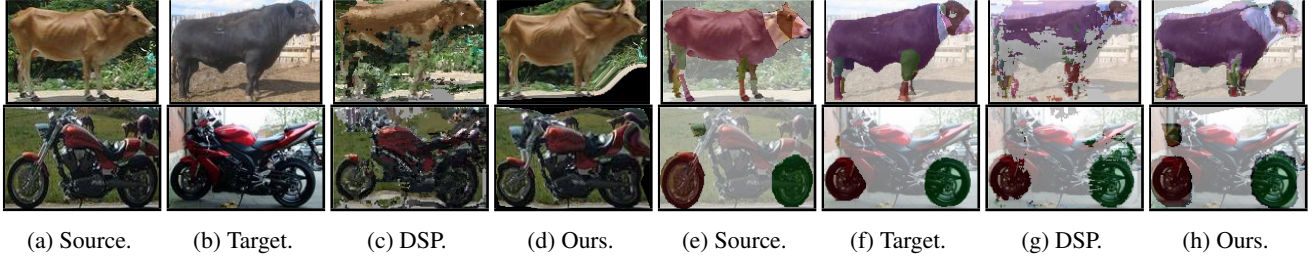 (a) Source. (b) Target. (c) DSP. (d) Ours. (e) Source. (f) Target. (g) DSP. (h) Ours.